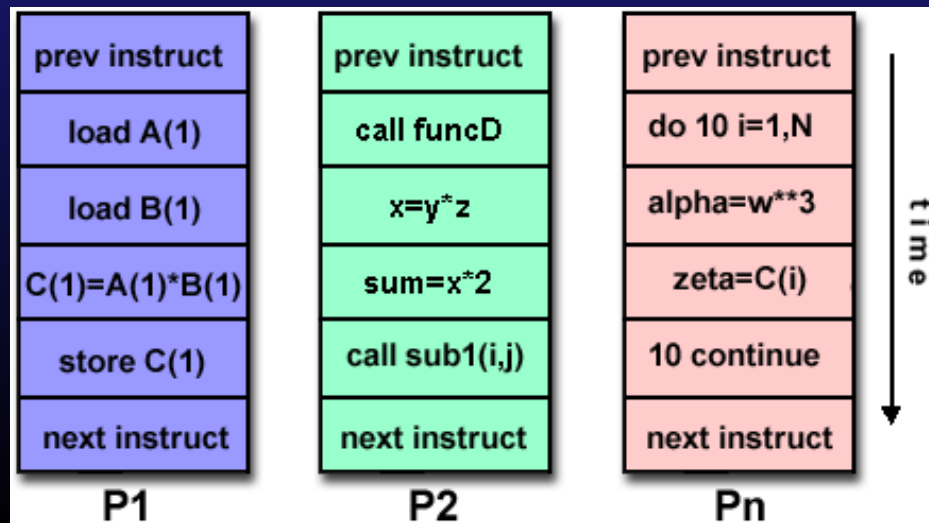 prev instruct
load A(1)
load B(1)
C(1)=A(1)*B(1)
store C(1)
next instruct
P1
prev instruct
call funcD
x=y*z
sum=x*2
call sub1(i,j)
next instruct
P2
prev instruct
do 10 i=1,N
alpha=w**3
zeta=C(i)
10 continue
next instruct
Pn
time